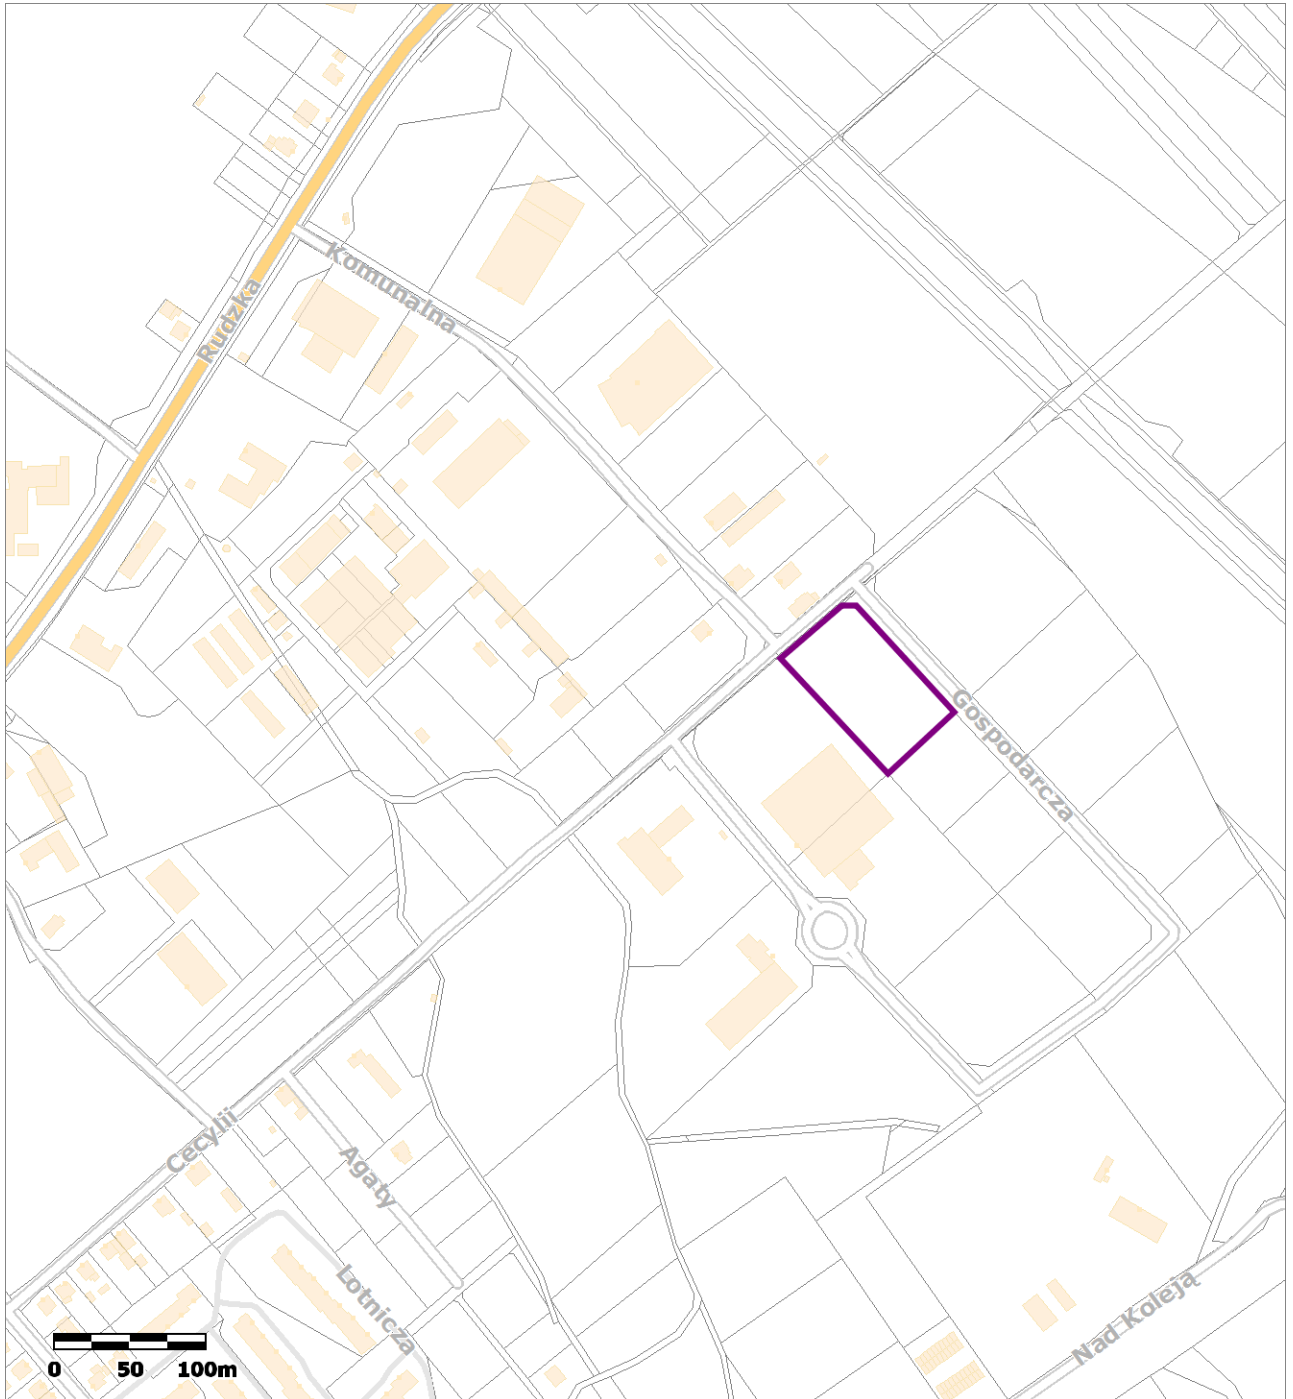 Komunalna
Rudzka
Gospodarcza
Cecylii
Agaty
Lotnicza
Nad Koleją
0 50 100m